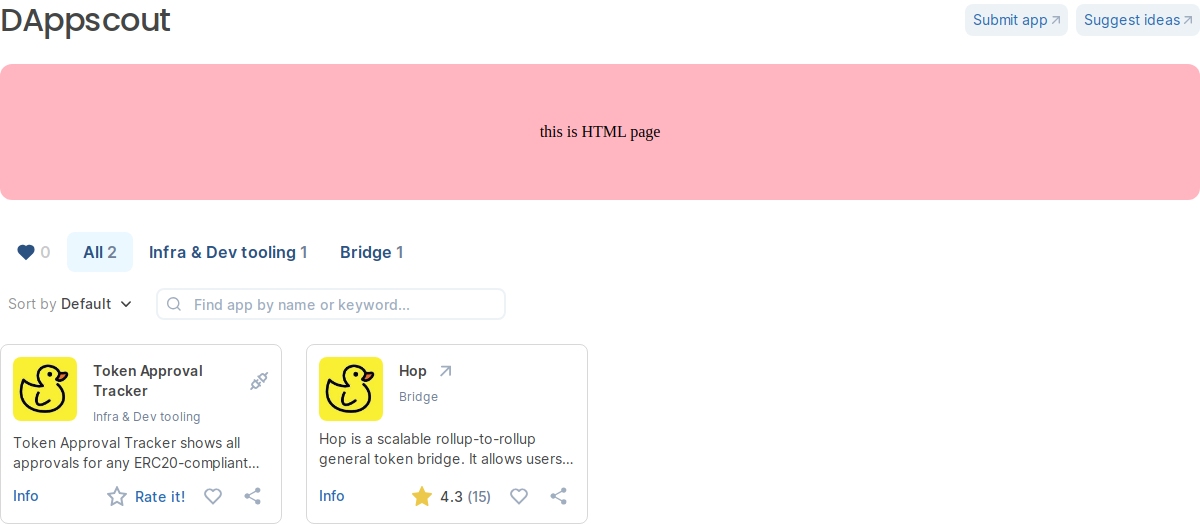 DAppscout
Submit app
Suggest ideas
this is HTML page
0
All 2
Infra & Dev tooling 1
Bridge 1
Sort by Default
Find app by name or keyword...
Token Approval
Tracker
Infra & Dev tooling
Token Approval Tracker shows all
approvals for any ERC20-compliant...
Info
Rate it!
Hop
Bridge
Hop is a scalable rollup-to-rollup
general token bridge. It allows users...
Info
4.3 (15)